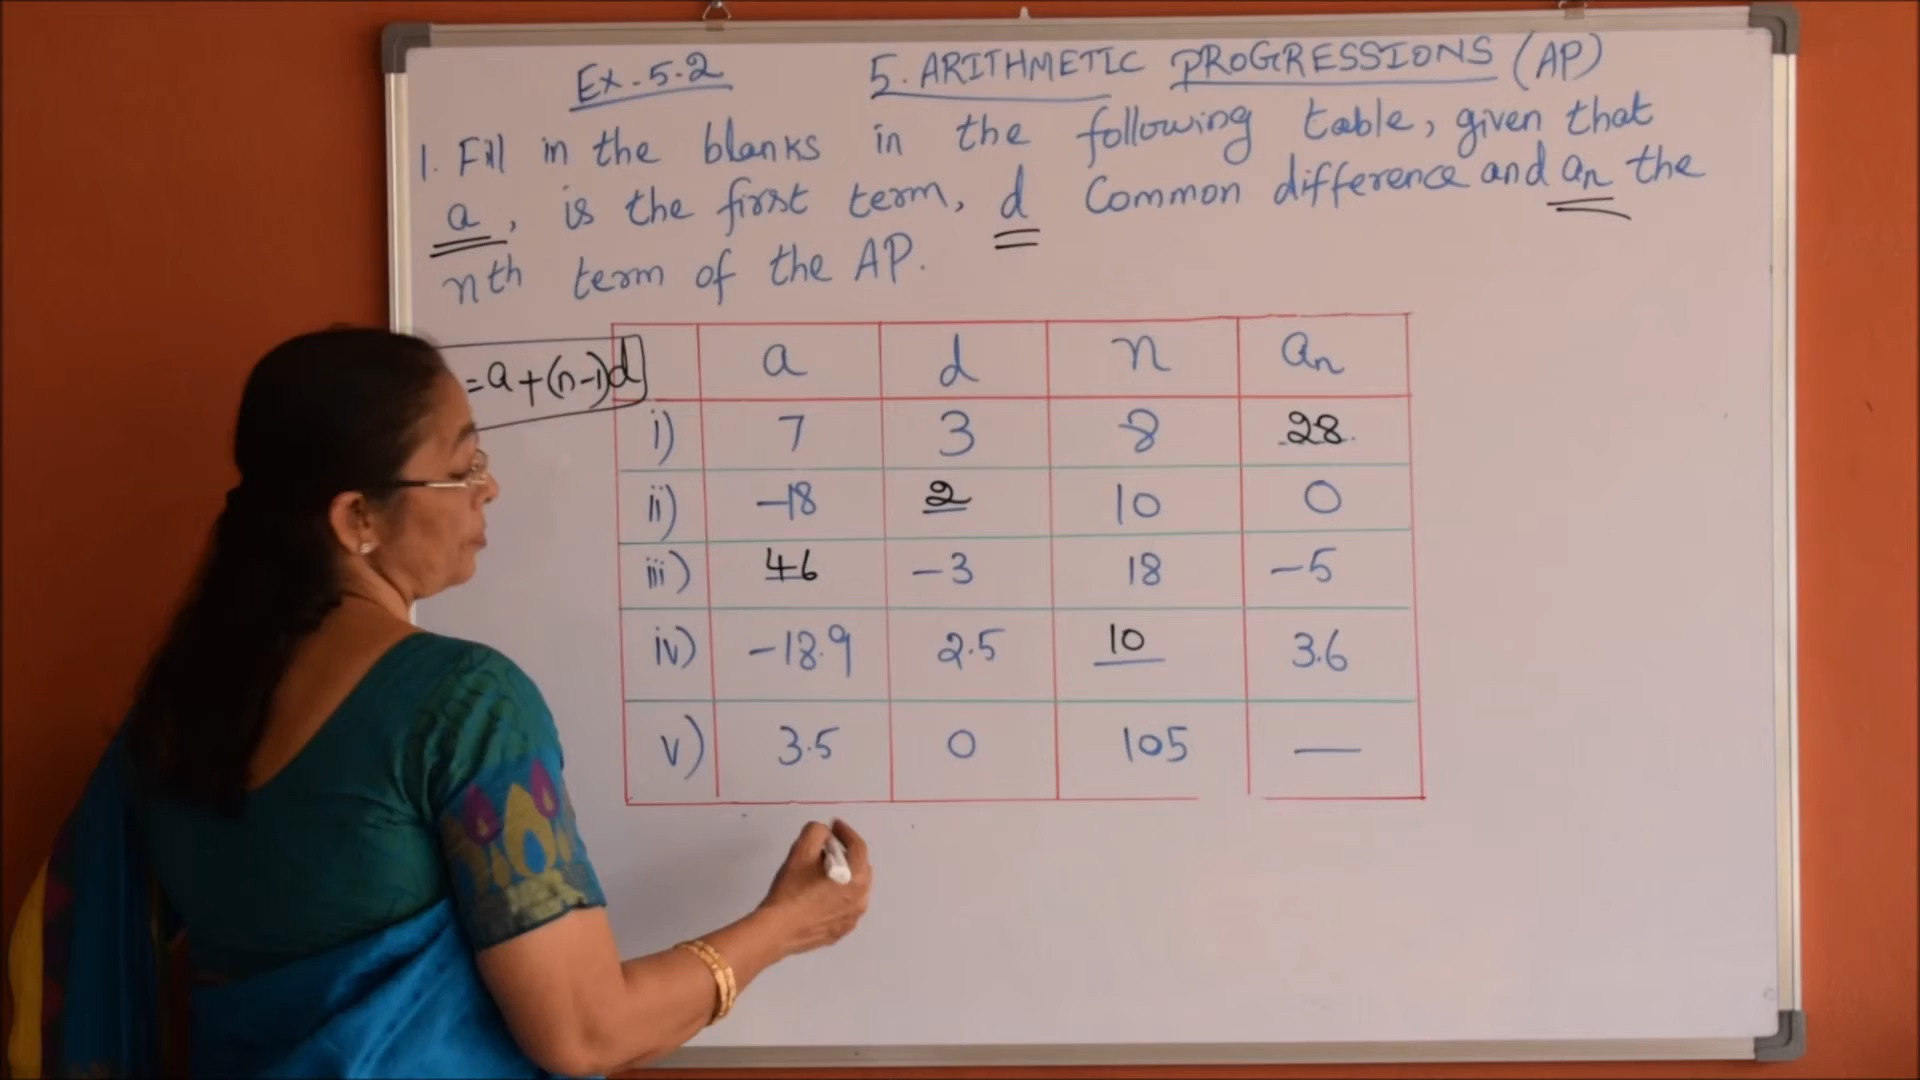 Ex-5.2 5. ARITHMETIC PROGRESSIONS (AP)
1. Fill in the blanks in the following table, given that
a, is the first term, d Common difference and an the
nth term of the AP.
=a+(n-1)d
a d n an
i) 7 3 8 28
ii) -18 2 10 0
iii) 46 -3 18 -5
iv) -18.9 2.5 10 3.6
v) 3.5 0 105 —